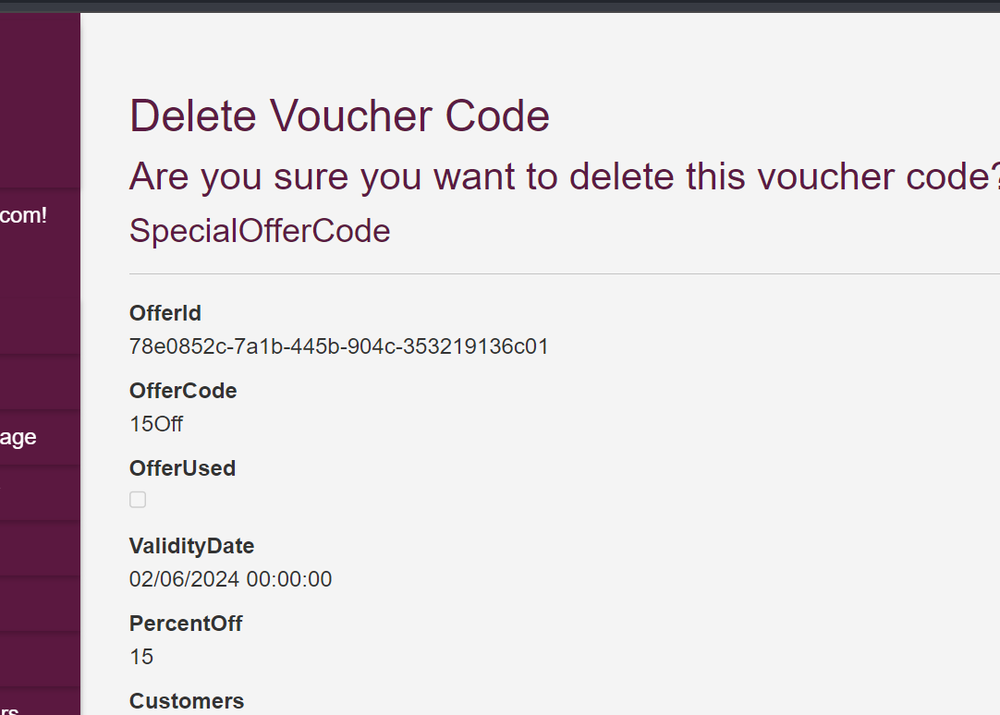 Delete Voucher Code
Are you sure you want to delete this voucher code?
com!
SpecialOfferCode
OfferId
78e0852c-7a1b-445b-904c-353219136c01
OfferCode
15Off
age
OfferUsed
ValidityDate
02/06/2024 00:00:00
PercentOff
15
Customers
rs